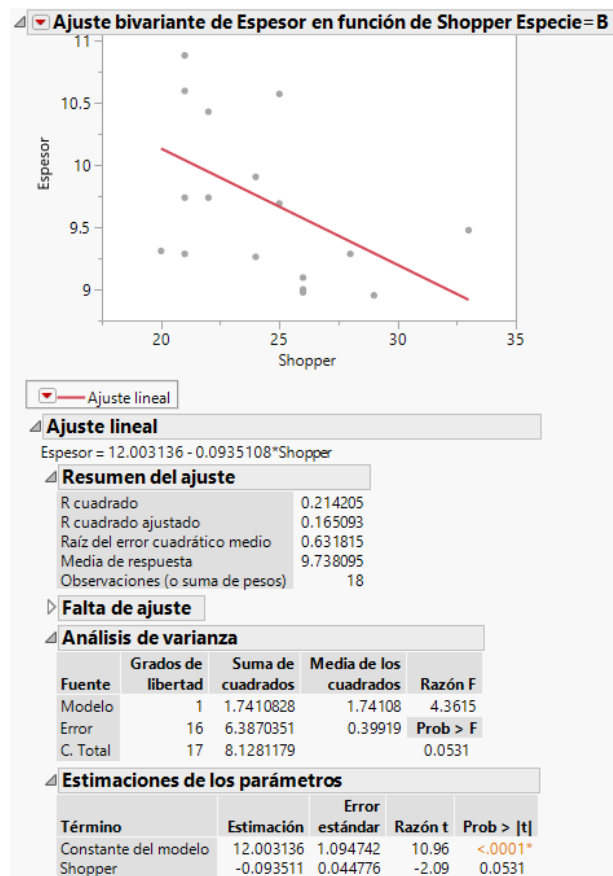 Ajuste bivariante de Espesor en función de Shopper Especie=B
11
10.5
10
9.5
9
Espesor
20 25 30 35
Shopper
Ajuste lineal
Ajuste lineal
Espesor = 12.003136 - 0.0935108*Shopper
Resumen del ajuste
R cuadrado 0.214205
R cuadrado ajustado 0.165093
Raíz del error cuadrático medio 0.631815
Media de respuesta 9.738095
Observaciones (o suma de pesos) 18
Falta de ajuste
Análisis de varianza
Grados de Suma de Media de los
Fuente libertad cuadrados cuadrados Razón F
Modelo 1 1.7410828 1.74108 4.3615
Error 16 6.3870351 0.39919 Prob > F
C. Total 17 8.1281179 0.0531
Estimaciones de los parámetros
Error
Término Estimación estándar Razón t Prob > |t|
Constante del modelo 12.003136 1.094742 10.96 <.0001*
Shopper -0.093511 0.044776 -2.09 0.0531